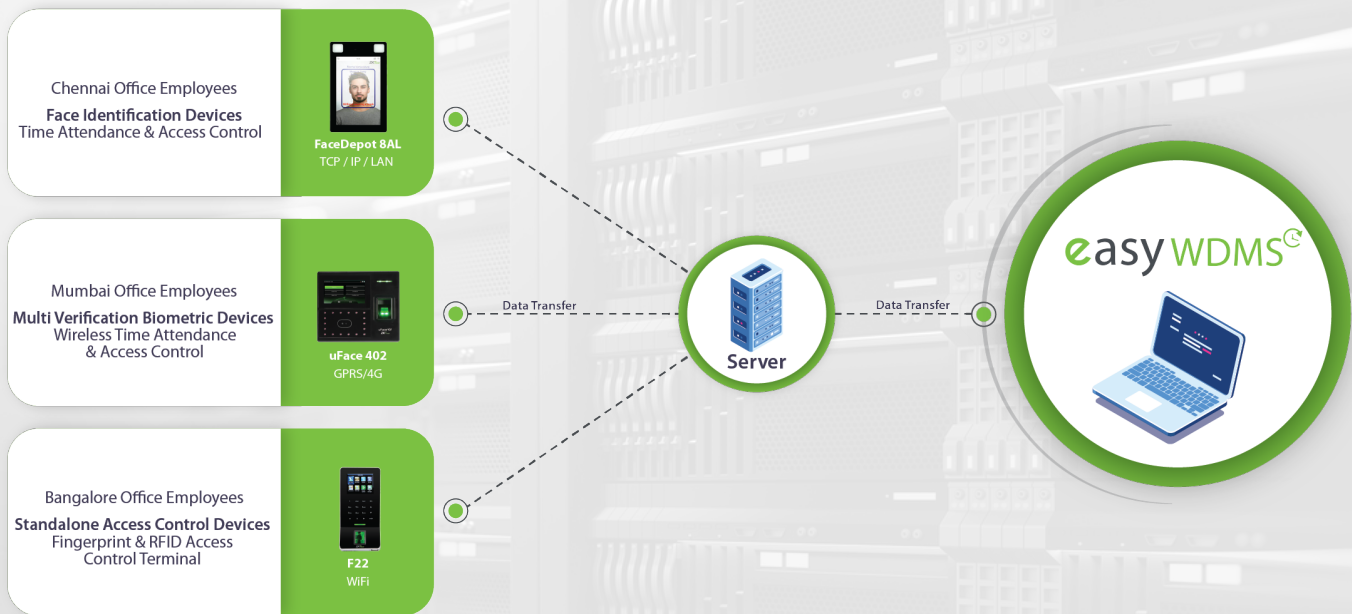 Chennai Office Employees
Face Identification Devices
Time Attendance & Access Control
FaceDepot 8AL
TCP / IP / LAN
Mumbai Office Employees
Multi Verification Biometric Devices
Wireless Time Attendance
& Access Control
uFace 402
GPRS/4G
Bangalore Office Employees
Standalone Access Control Devices
Fingerprint & RFID Access
Control Terminal
F22
WiFi
Data Transfer
Server
Data Transfer
easy WDMS